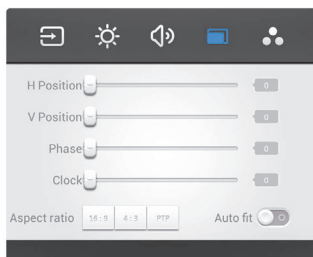 H Position 0
V Position 0
Phase 0
Clock 0
Aspect ratio 16:9 4:3 PTP Auto fit